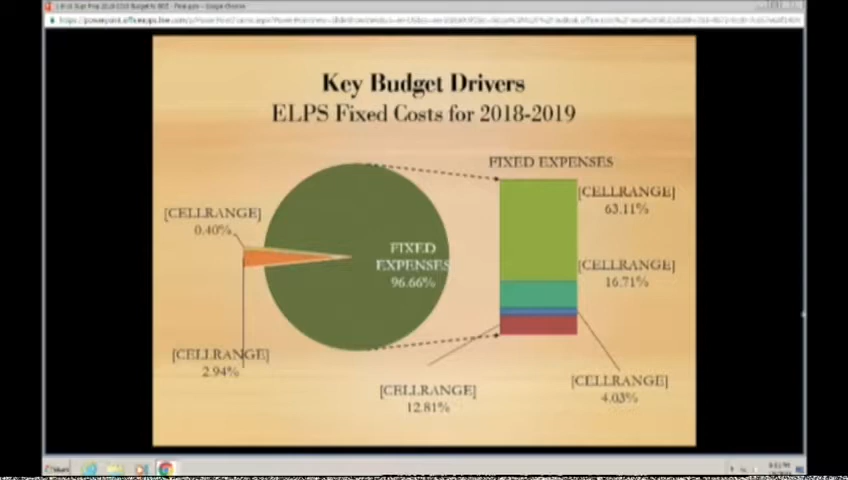 Key Budget Drivers
ELPS Fixed Costs for 2018-2019
FIXED EXPENSES
[CELLRANGE]
63.11%
[CELLRANGE]
0.40%
FIXED
EXPENSES
96.66%
[CELLRANGE]
16.71%
[CELLRANGE]
2.94%
[CELLRANGE]
12.81%
[CELLRANGE]
4.03%